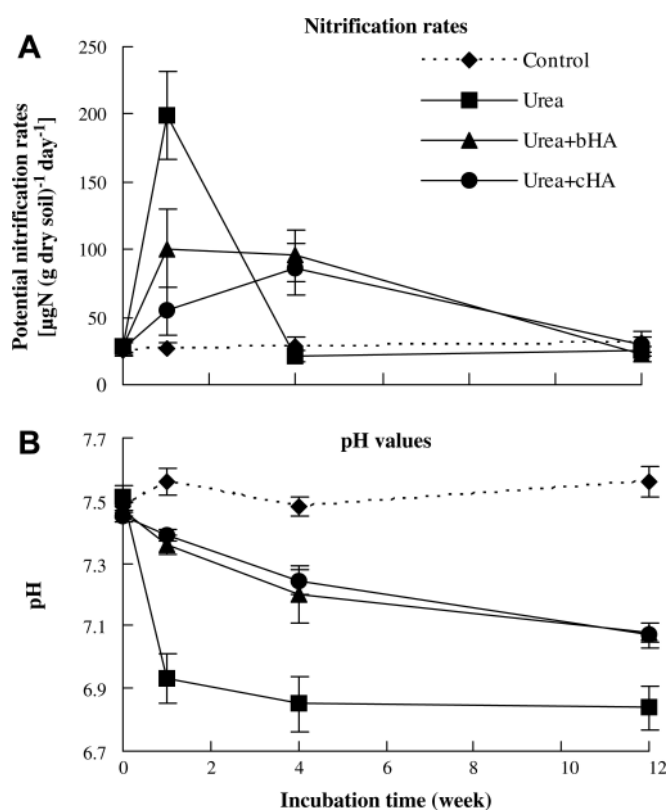 Nitrification rates
A
Potential nitrification rates
[µgN (g dry soil)⁻¹ day⁻¹]
250
200
150
100
50
0
Control
Urea
Urea+bHA
Urea+cHA
B
pH values
pH
7.7
7.5
7.3
7.1
6.9
6.7
0 2 4 6 8 10 12
Incubation time (week)